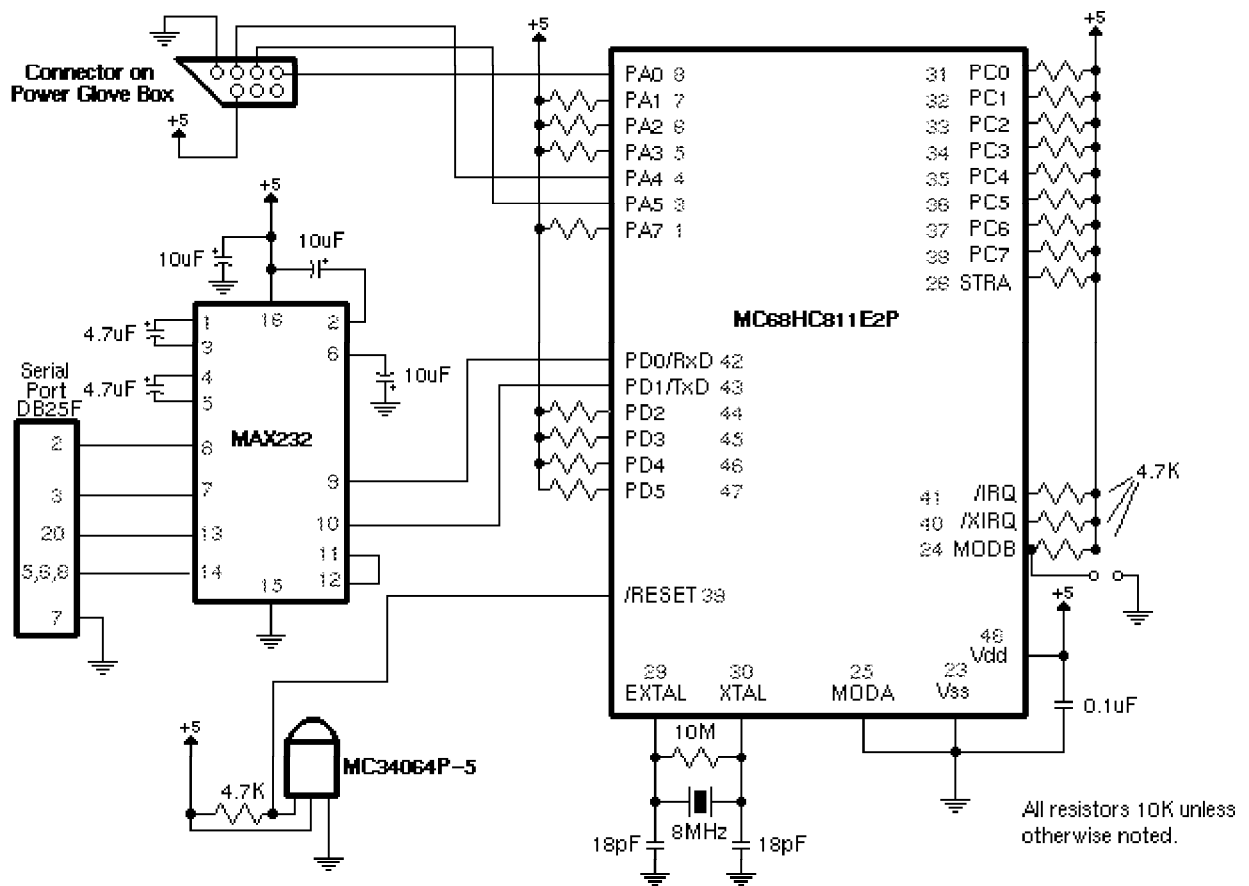 +5
+5
Connector on
Power Glove Box
+5
PA0 8
PA1 7
PA2 6
PA3 5
PA4 4
PA5 3
PA7 1
31 PC0
32 PC1
33 PC2
34 PC3
35 PC4
36 PC5
37 PC6
38 PC7
26 STRA
MC68HC811E2P
+5
10uF
10uF
16
2
1
3
4
5
6
4.7uF
4.7uF
10uF
Serial
Port
DB25F
MAX232
2
3
20
5,6,8
7
8
7
13
14
9
10
11
12
15
PD0/RxD 42
PD1/TxD 43
PD2 44
PD3 45
PD4 46
PD5 47
41 /IRQ
40 /XIRQ
24 MODB
4.7K
/RESET 39
+5
48
Vdd
0.1uF
29
EXTAL
30
XTAL
25
MODA
23
Vss
10M
8MHz
18pF
18pF
+5
4.7K
MC34064P-5
All resistors 10K unless
otherwise noted.